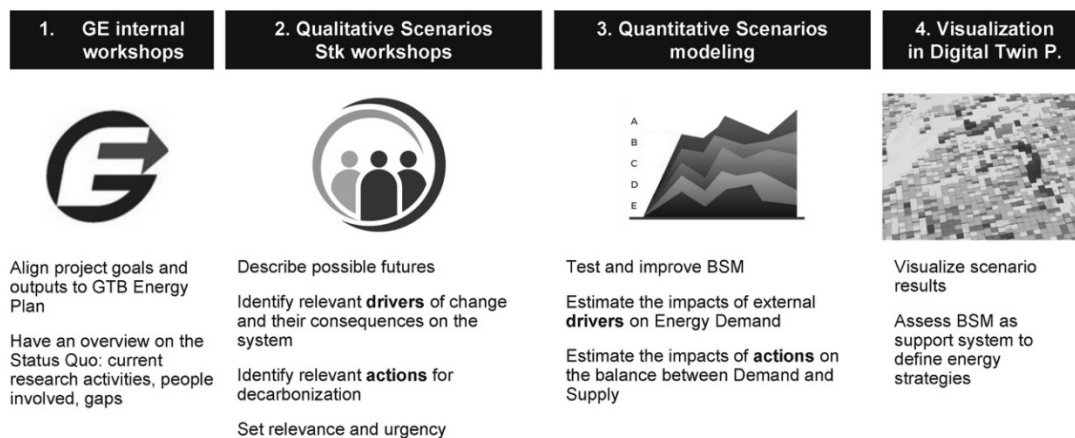 1. GE internal
workshops
2. Qualitative Scenarios
Stk workshops
3. Quantitative Scenarios
modeling
4. Visualization
in Digital Twin P.
A
B
C
D
E
Align project goals and
outputs to GTB Energy
Plan
Have an overview on the
Status Quo: current
research activities, people
involved, gaps
Describe possible futures
Identify relevant drivers of change
and their consequences on the
system
Identify relevant actions for
decarbonization
Set relevance and urgency
Test and improve BSM
Estimate the impacts of external
drivers on Energy Demand
Estimate the impacts of actions on
the balance between Demand and
Supply
Visualize scenario
results
Assess BSM as
support system to
define energy
strategies